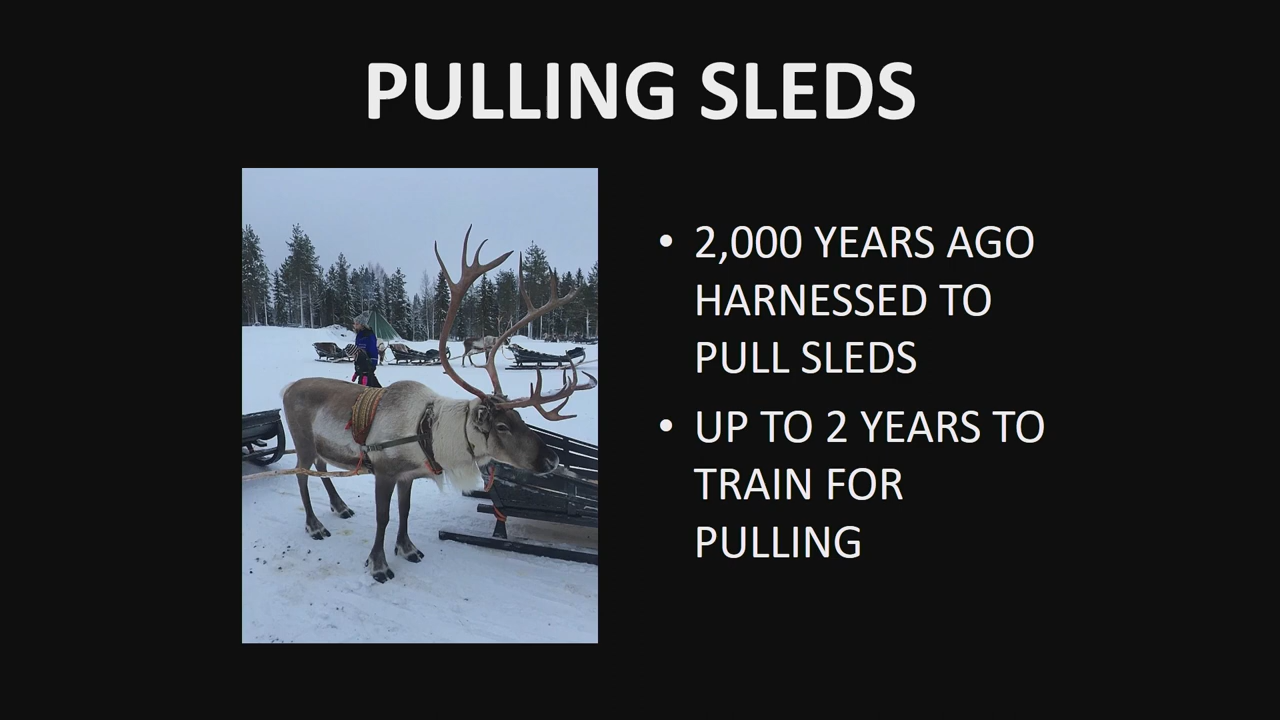 PULLING SLEDS
• 2,000 YEARS AGO
HARNESSED TO
PULL SLEDS
• UP TO 2 YEARS TO
TRAIN FOR
PULLING